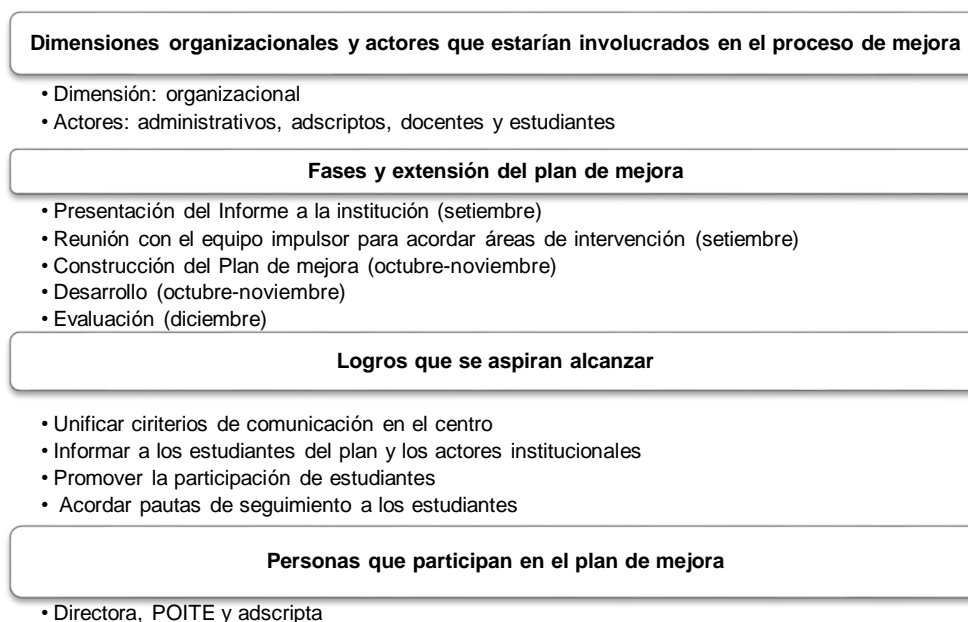 Dimensiones organizacionales y actores que estarían involucrados en el proceso de mejora
• Dimensión: organizacional
• Actores: administrativos, adscriptos, docentes y estudiantes
Fases y extensión del plan de mejora
• Presentación del Informe a la institución (setiembre)
• Reunión con el equipo impulsor para acordar áreas de intervención (setiembre)
• Construcción del Plan de mejora (octubre-noviembre)
• Desarrollo (octubre-noviembre)
• Evaluación (diciembre)
Logros que se aspiran alcanzar
• Unificar ciriterios de comunicación en el centro
• Informar a los estudiantes del plan y los actores institucionales
• Promover la participación de estudiantes
• Acordar pautas de seguimiento a los estudiantes
Personas que participan en el plan de mejora
• Directora, POITE y adscripta